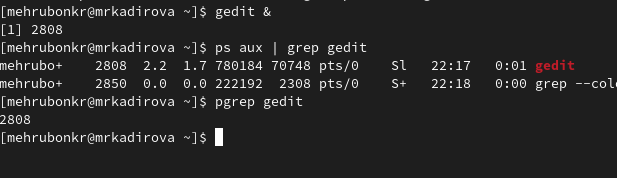 [mehrubonkr@mrkadirova ~]$ gedit &
[1] 2808
[mehrubonkr@mrkadirova ~]$ ps aux | grep gedit
mehrubo+    2808  2.2  1.7 780184 70748 pts/0    Sl   22:17   0:01 gedit
mehrubo+    2850  0.0  0.0 222192  2308 pts/0    S+   22:18   0:00 grep --colo
[mehrubonkr@mrkadirova ~]$ pgrep gedit
2808
[mehrubonkr@mrkadirova ~]$